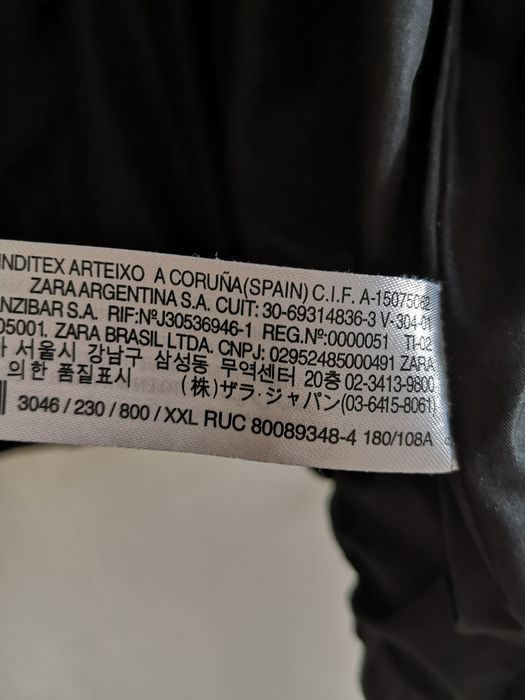 INDITEX ARTEIXO A CORUÑA(SPAIN) C.I.F. A-15075062
ZARA ARGENTINA S.A. CUIT: 30-69314836-3 V-304-01
ANZIBAR S.A. RIF:NºJ30536946-1 REG.Nº:0000051 TI-02
05001. ZARA BRASIL LTDA. CNPJ: 02952485000491 ZARA
서울시 강남구 삼성동 무역센터 20층 02-3413-9800
의한 품질표시 (株)ザラ・ジャパン(03-6415-8061)
3046 / 230 / 800 / XXL RUC 80089348-4 180/108A